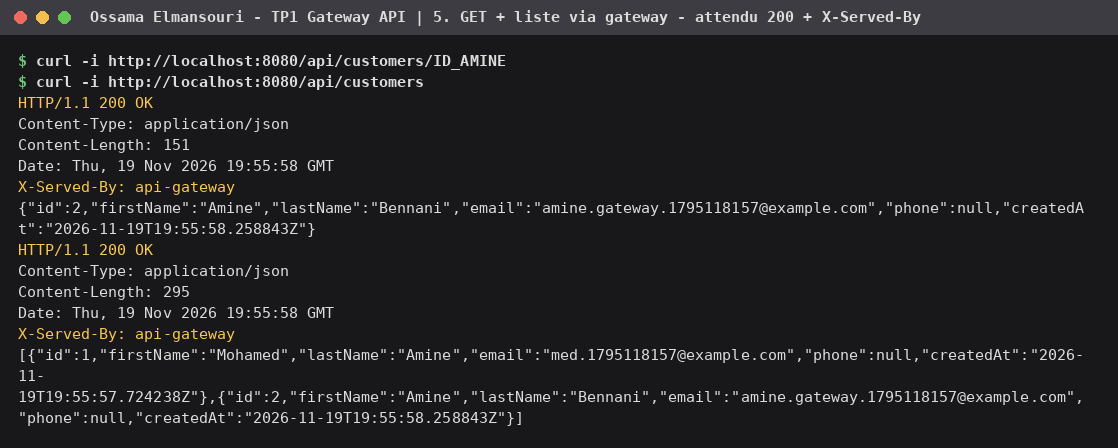 Ossama Elmansouri - TP1 Gateway API | 5. GET + liste via gateway - attendu 200 + X-Served-By
$ curl -i http://localhost:8080/api/customers/ID_AMINE
$ curl -i http://localhost:8080/api/customers
HTTP/1.1 200 OK
Content-Type: application/json
Content-Length: 151
Date: Thu, 19 Nov 2026 19:55:58 GMT
X-Served-By: api-gateway
{"id":2,"firstName":"Amine","lastName":"Bennani","email":"amine.gateway.1795118157@example.com","phone":null,"createdA
t":"2026-11-19T19:55:58.258843Z"}
HTTP/1.1 200 OK
Content-Type: application/json
Content-Length: 295
Date: Thu, 19 Nov 2026 19:55:58 GMT
X-Served-By: api-gateway
[{"id":1,"firstName":"Mohamed","lastName":"Amine","email":"med.1795118157@example.com","phone":null,"createdAt":"2026-
11-
19T19:55:57.724238Z"},{"id":2,"firstName":"Amine","lastName":"Bennani","email":"amine.gateway.1795118157@example.com",
"phone":null,"createdAt":"2026-11-19T19:55:58.258843Z"}]